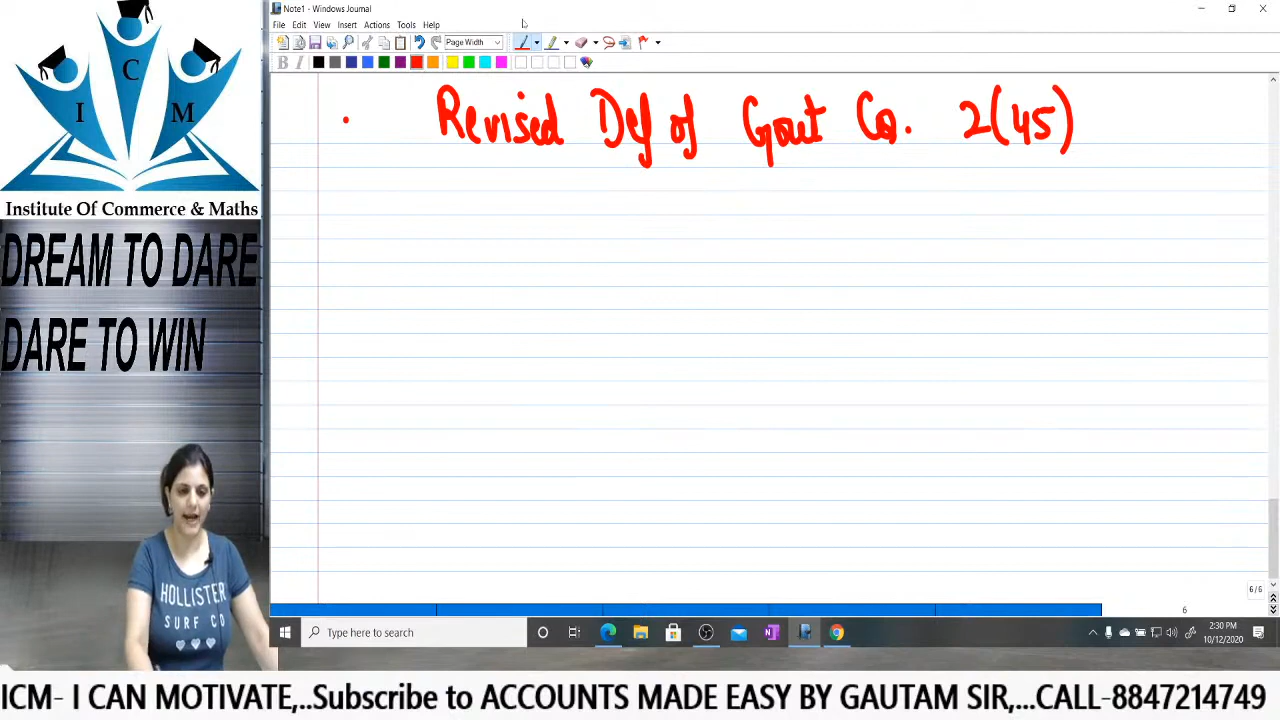 Note1 - Windows Journal
File Edit View Insert Actions Tools Help
Page Width
B I
Revised Def of Govt Co. 2(45)
I C M
Institute Of Commerce & Maths
DREAM TO DARE
DARE TO WIN
HOLLISTER
SURF CO
6/6
6
Type here to search
2:30 PM
10/12/2020
ICM- I CAN MOTIVATE,..Subscribe to ACCOUNTS MADE EASY BY GAUTAM SIR,...CALL-8847214749